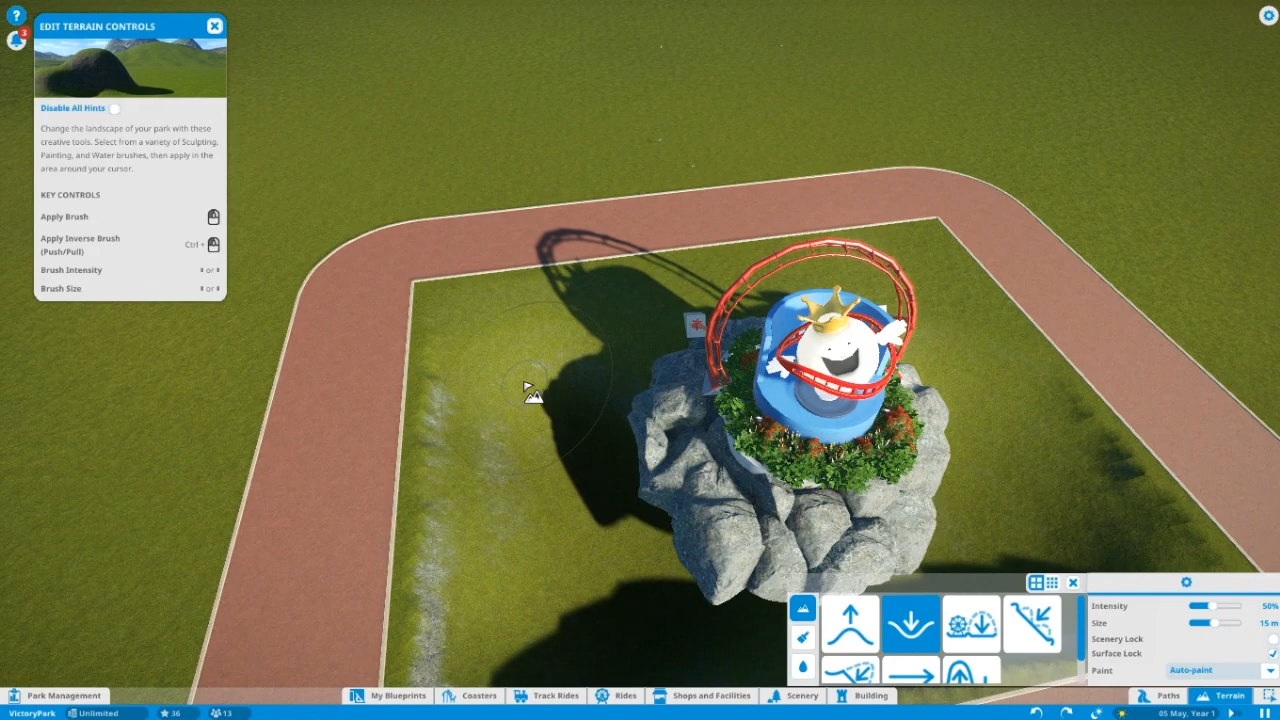 ?
3
EDIT TERRAIN CONTROLS
Disable All Hints
Change the landscape of your park with these
creative tools. Select from a variety of Sculpting,
Painting, and Water brushes, then apply in the
area around your cursor.
KEY CONTROLS
Apply Brush
Apply Inverse Brush Ctrl +
(Push/Pull)
Brush Intensity or
Brush Size or
Intensity 50%
Size 15 m
Scenery Lock
Surface Lock
Paint Auto-paint
Park Management My Blueprints Coasters Track Rides Rides Shops and Facilities Scenery Building Paths Terrain
VictoryPark Unlimited 36 13 05 May, Year 1